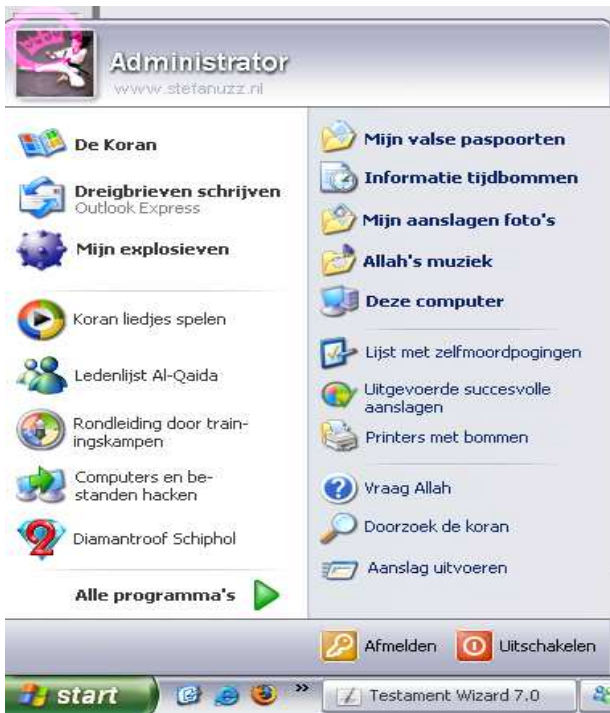 Administrator
www.stefanuzz.nl
De Koran
Dreigbrieven schrijven
Outlook Express
Mijn explosieven
Koran liedjes spelen
Ledenlijst Al-Qaida
Rondleiding door train-
ingskampen
Computers en be-
standen hacken
Diamantroof Schiphol
Alle programma's
Mijn valse paspoorten
Informatie tijdbommen
Mijn aanslagen foto's
Allah's muziek
Deze computer
Lijst met zelfmoordpogingen
Uitgevoerde succesvolle
aanslagen
Printers met bommen
Vraag Allah
Doorzoek de koran
Aanslag uitvoeren
Afmelden
Uitschakelen
start
»
Testament Wizard 7.0